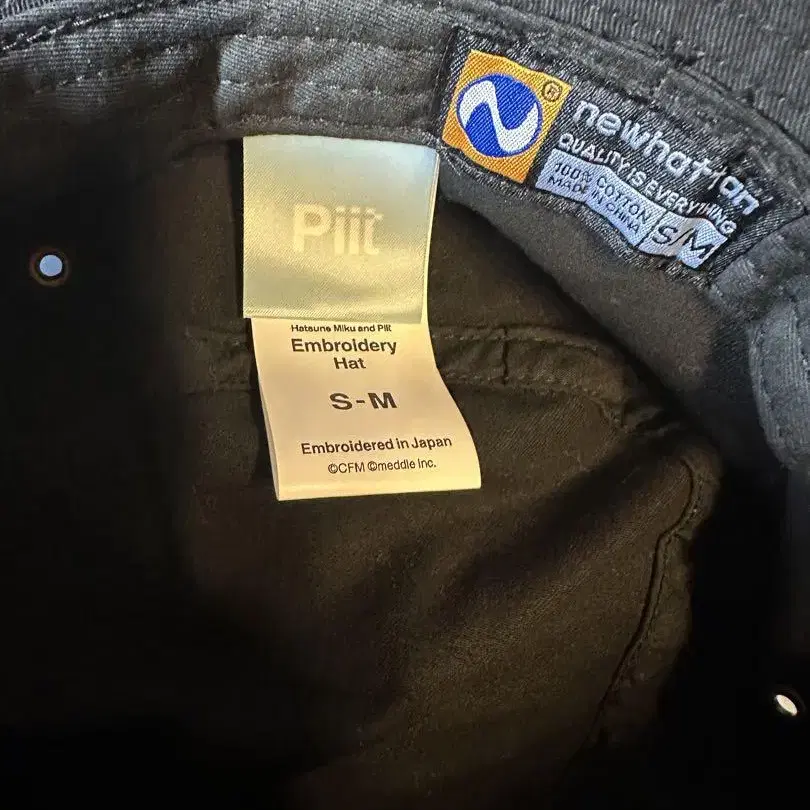 Piit
Hatsune Miku and Piit
Embroidery
Hat
S-M
Embroidered in Japan
©CFM ©meddle Inc.
®
newhattan
QUALITY IS EVERYTHING
100% COTTON
MADE IN CHINA
S/M